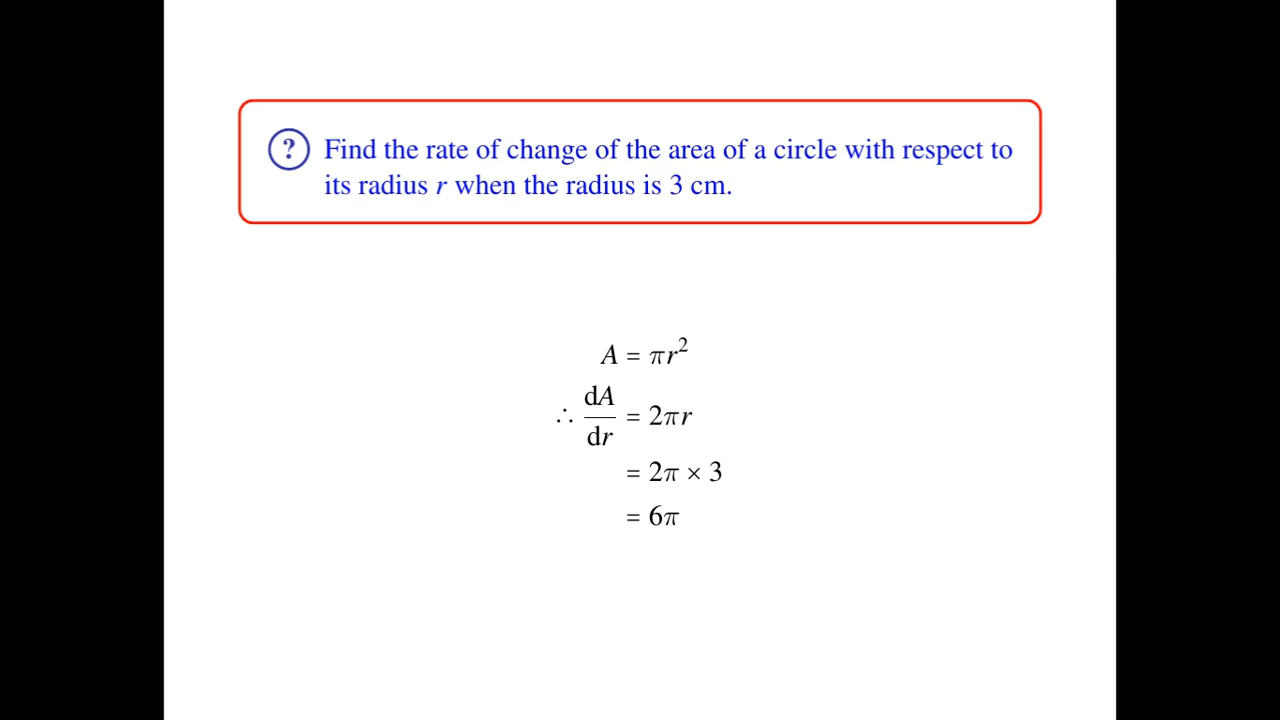 ? Find the rate of change of the area of a circle with respect to
its radius r when the radius is 3 cm.
A = πr²
∴ dA/dr = 2πr
= 2π × 3
= 6π